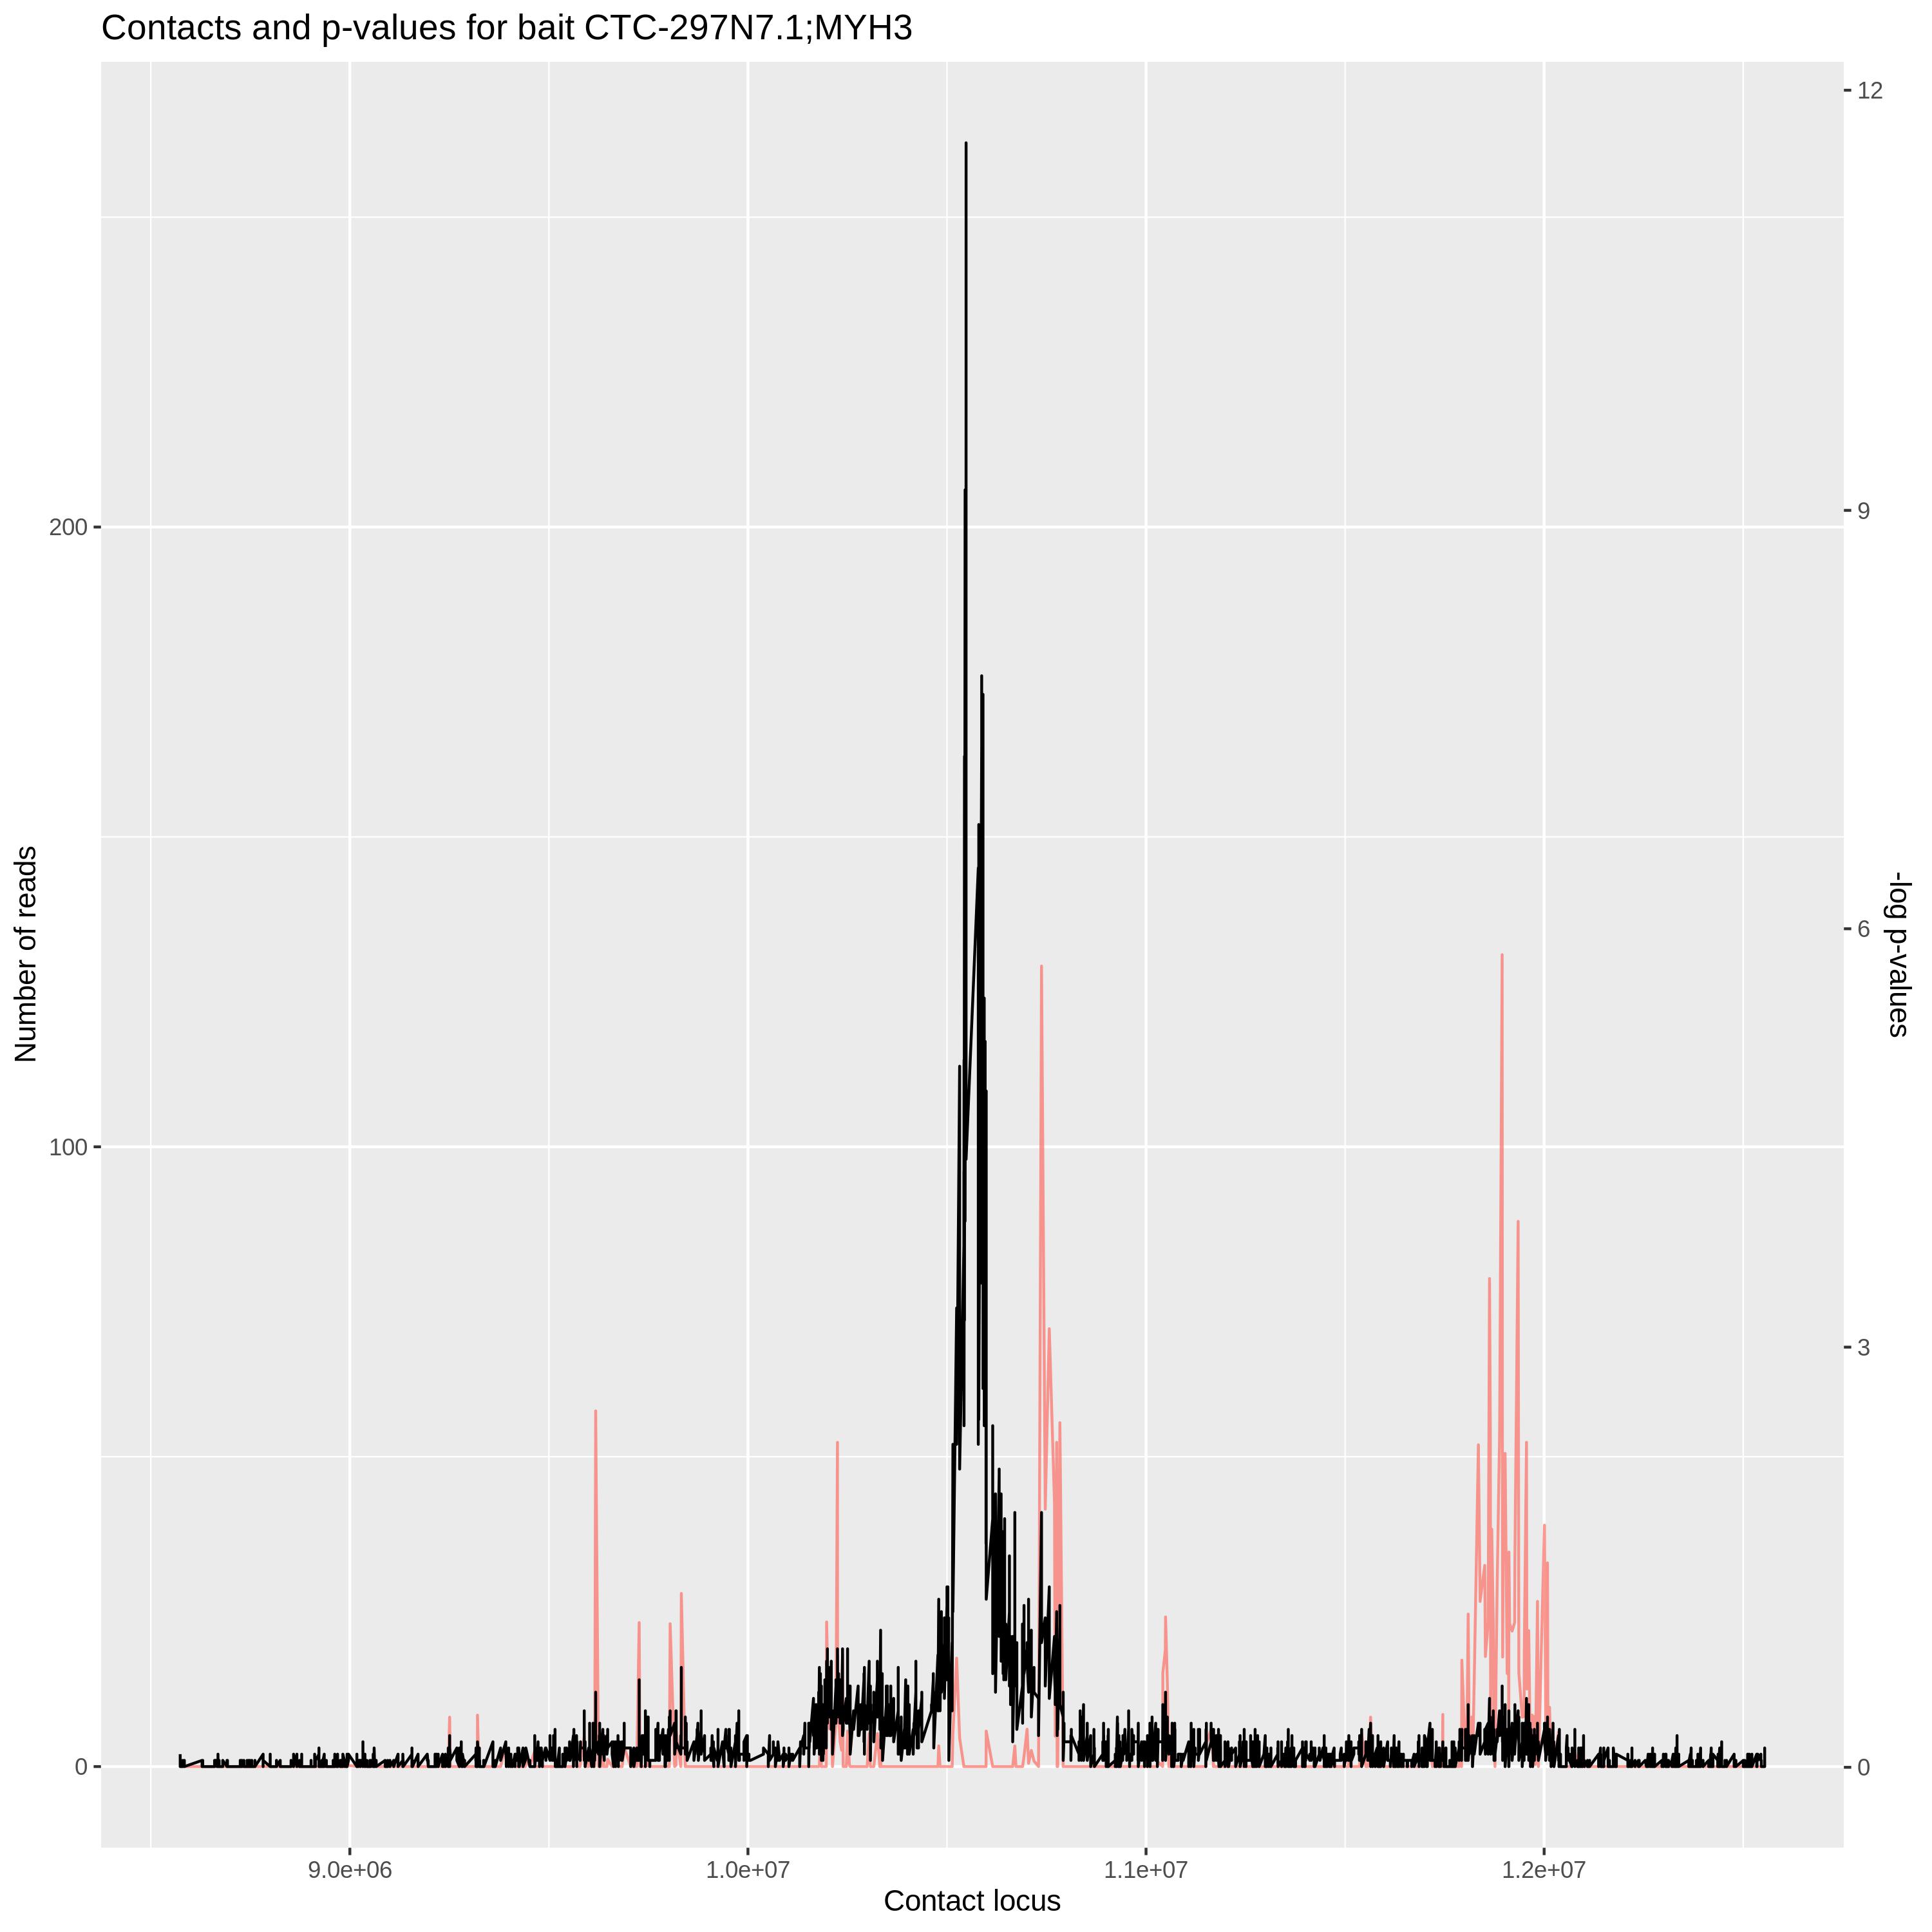 Contacts and p-values for bait CTC-297N7.1;MYH3
12
9
6
3
0
-log p-values
200
100
0
Number of reads
9.0e+06
1.0e+07
1.1e+07
1.2e+07
Contact locus